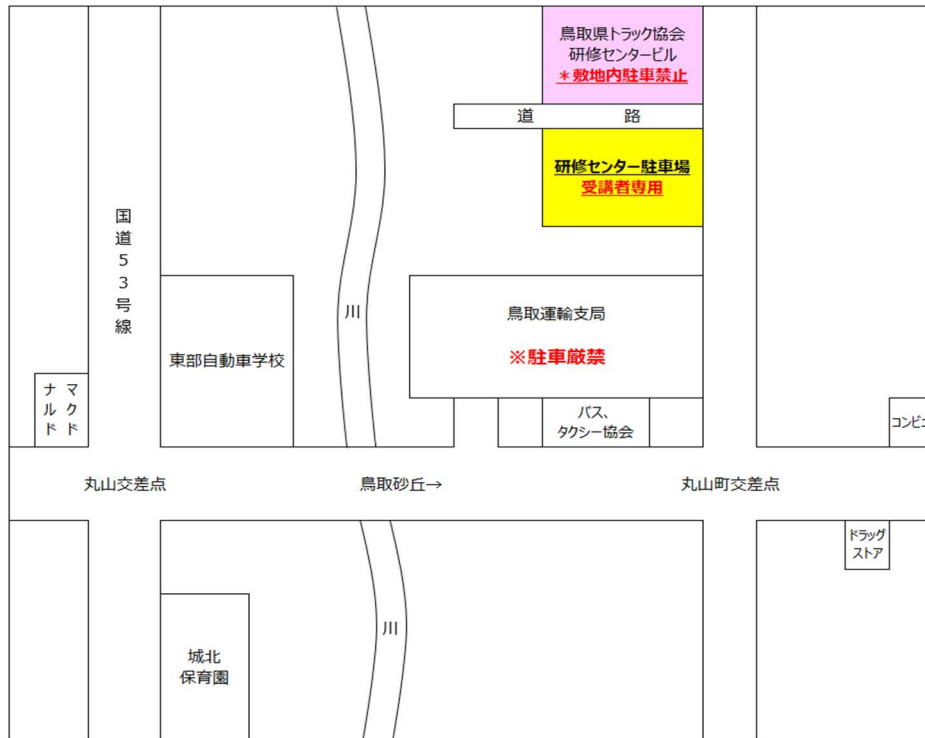 鳥取県トラック協会
研修センタービル
＊敷地内駐車禁止
道　　路
研修センター駐車場
受講者専用
国道５３号線
川
鳥取運輸支局
※駐車厳禁
東部自動車学校
マクド
ナルド
バス、
タクシー協会
コンビニ
丸山交差点
鳥取砂丘→
丸山町交差点
ドラッグ
ストア
川
城北
保育園